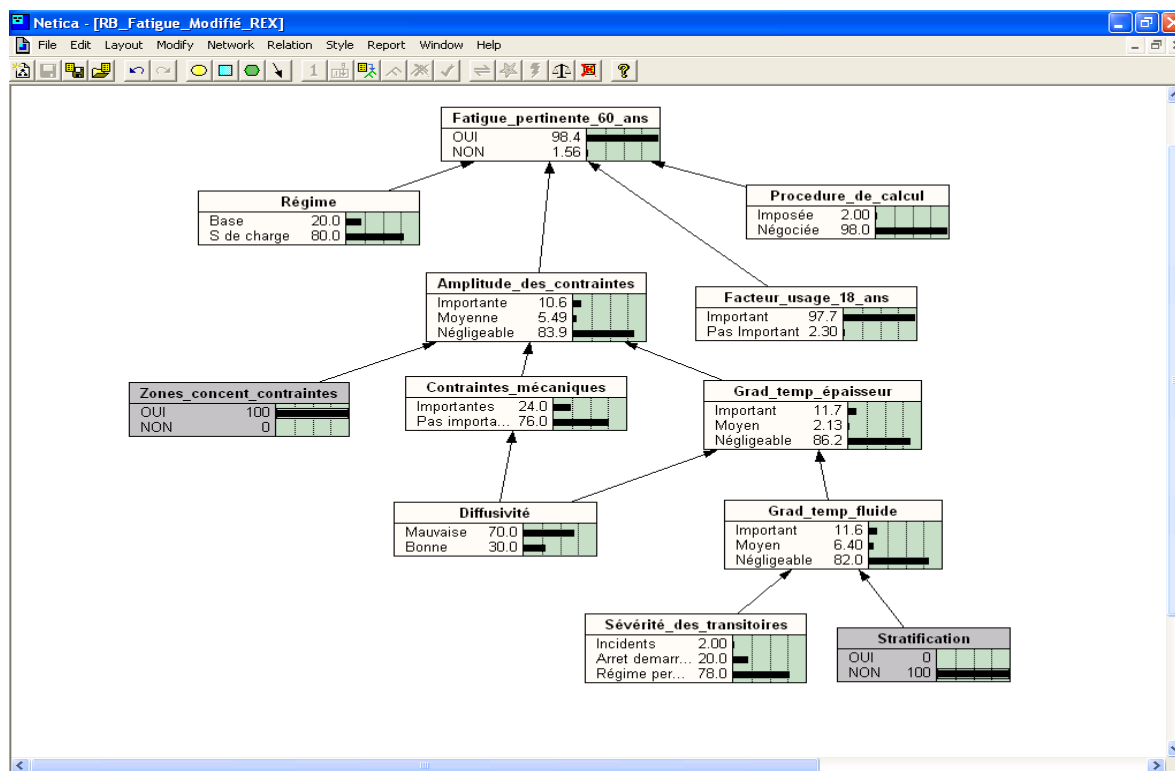 Netica - [RB_Fatigue_Modifié_REX]
File Edit Layout Modify Network Relation Style Report Window Help
1 ?
Fatigue_pertinente_60_ans
OUI 98.4
NON 1.56
Régime
Base 20.0
S de charge 80.0
Procedure_de_calcul
Imposée 2.00
Négociée 98.0
Amplitude_des_contraintes
Importante 10.6
Moyenne 5.49
Négligeable 83.9
Facteur_usage_18_ans
Important 97.7
Pas Important 2.30
Zones_concent_contraintes
OUI 100
NON 0
Contraintes_mécaniques
Importantes 24.0
Pas importa... 76.0
Grad_temp_épaisseur
Important 11.7
Moyen 2.13
Négligeable 86.2
Diffusivité
Mauvaise 70.0
Bonne 30.0
Grad_temp_fluide
Important 11.6
Moyen 6.40
Négligeable 82.0
Sévérité_des_transitoires
Incidents 2.00
Arret demarr... 20.0
Régime per... 78.0
Stratification
OUI 0
NON 100